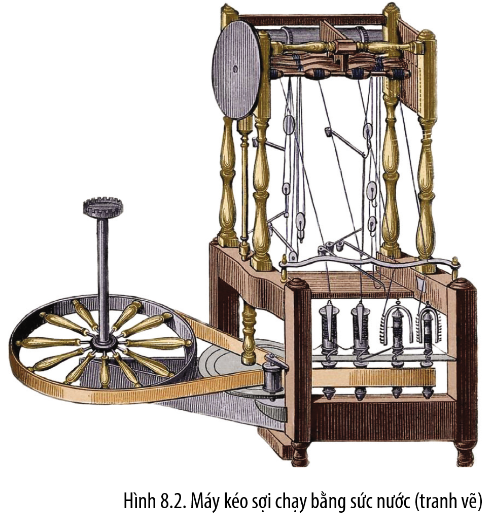 Hình 8.2. Máy kéo sợi chạy bằng sức nước (tranh vẽ)